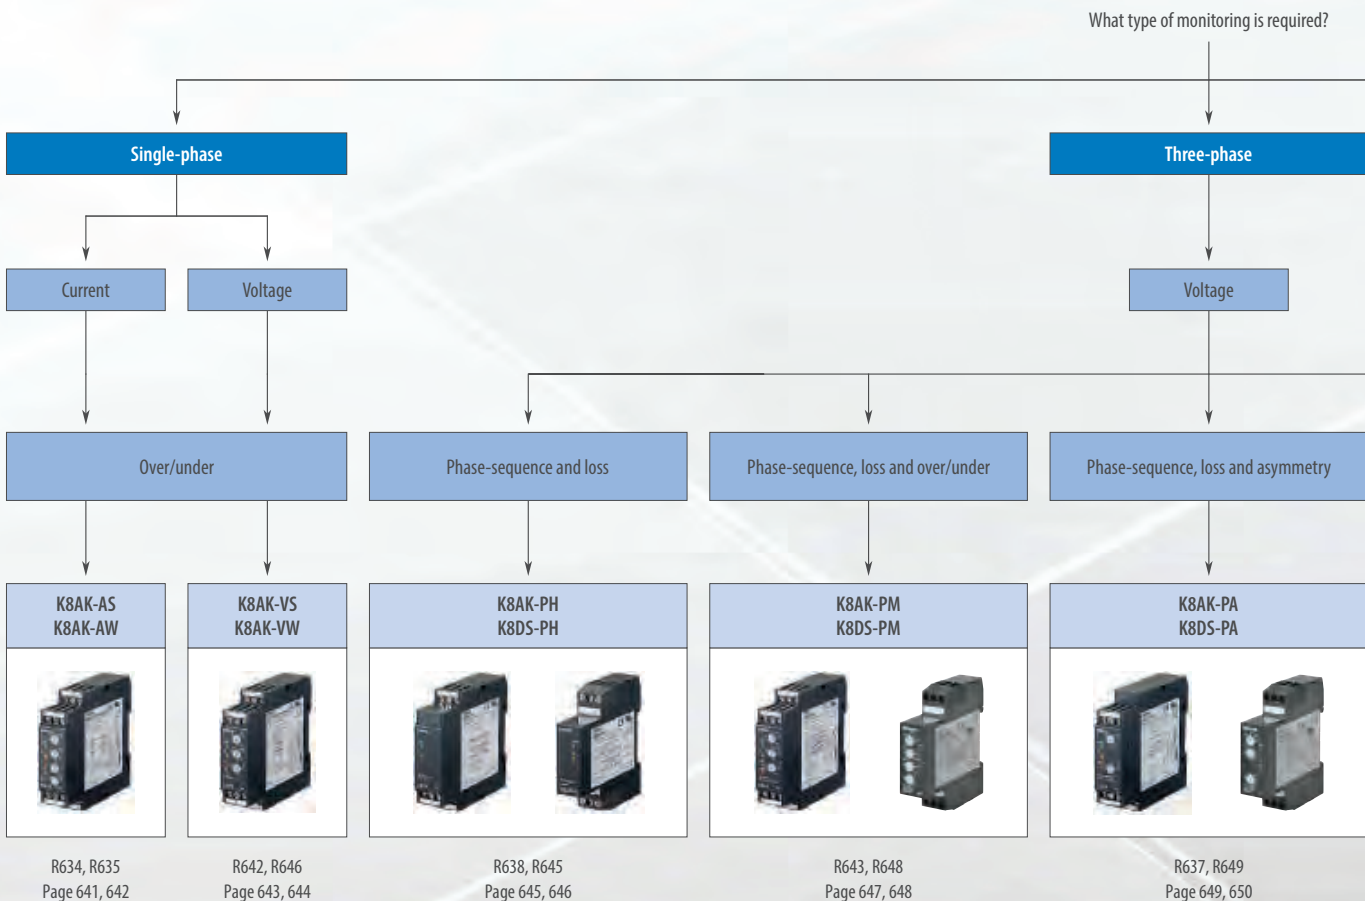 What type of monitoring is required?
Single-phase
Three-phase
Current
Voltage
Voltage
Over/under
Phase-sequence and loss
Phase-sequence, loss and over/under
Phase-sequence, loss and asymmetry
K8AK-AS
K8AK-AW
K8AK-VS
K8AK-VW
K8AK-PH
K8DS-PH
K8AK-PM
K8DS-PM
K8AK-PA
K8DS-PA
R634, R635
Page 641, 642
R642, R646
Page 643, 644
R638, R645
Page 645, 646
R643, R648
Page 647, 648
R637, R649
Page 649, 650